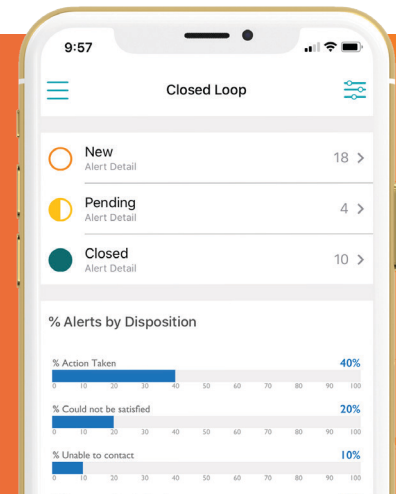 9:57
Closed Loop
New
Alert Detail
18
Pending
Alert Detail
4
Closed
Alert Detail
10
% Alerts by Disposition
% Action Taken 40%
0 10 20 30 40 50 60 70 80 90 100
% Could not be satisfied 20%
0 10 20 30 40 50 60 70 80 90 100
% Unable to contact 10%
0 10 20 30 40 50 60 70 80 90 100